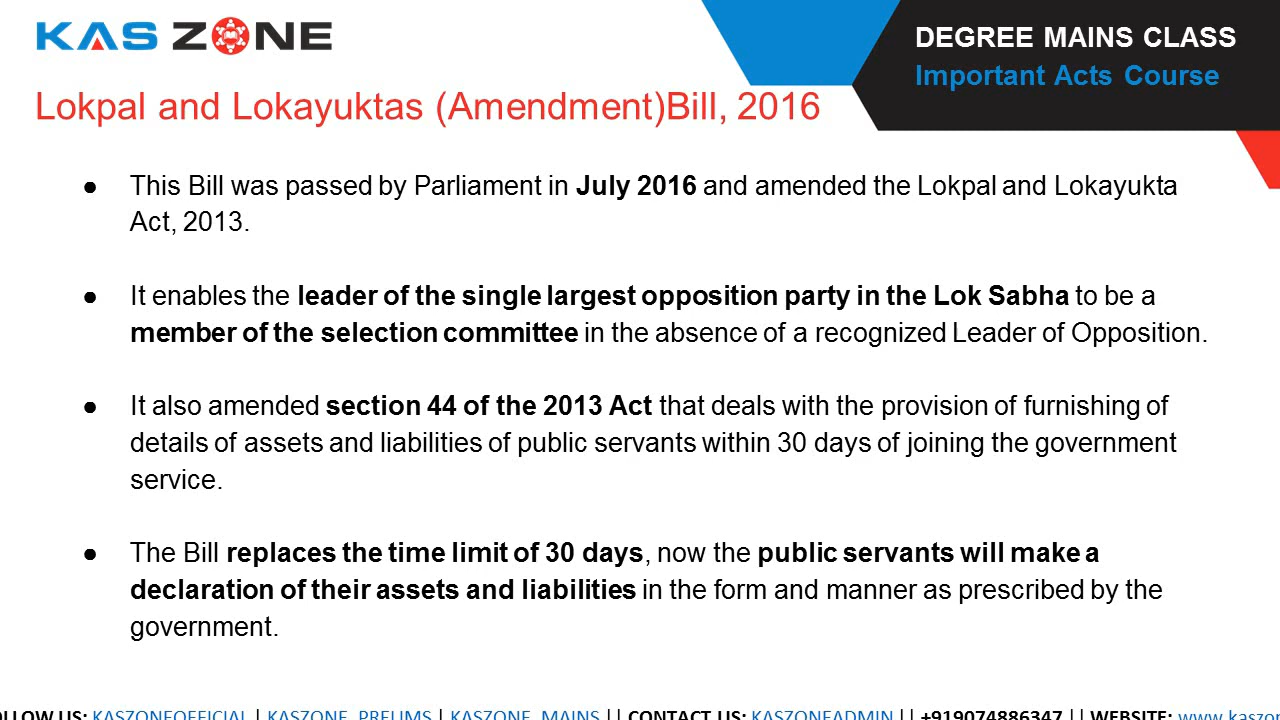 KAS ZONE
DEGREE MAINS CLASS
Important Acts Course
Lokpal and Lokayuktas (Amendment)Bill, 2016
● This Bill was passed by Parliament in July 2016 and amended the Lokpal and Lokayukta
Act, 2013.
● It enables the leader of the single largest opposition party in the Lok Sabha to be a
member of the selection committee in the absence of a recognized Leader of Opposition.
● It also amended section 44 of the 2013 Act that deals with the provision of furnishing of
details of assets and liabilities of public servants within 30 days of joining the government
service.
● The Bill replaces the time limit of 30 days, now the public servants will make a
declaration of their assets and liabilities in the form and manner as prescribed by the
government.
OLLOW US: KASZONEOFFICIAL | KASZONE_PRELIMS | KASZONE_MAINS || CONTACT US: KASZONEADMIN || +919074886347 || WEBSITE: www.kaszo